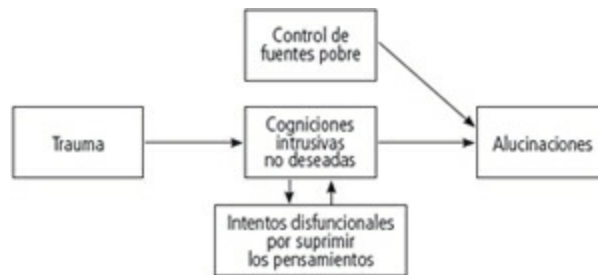 Control de
fuentes pobre
Trauma
Cogniciones
intrusivas
no deseadas
Alucinaciones
Intentos disfuncionales
por suprimir
los pensamientos